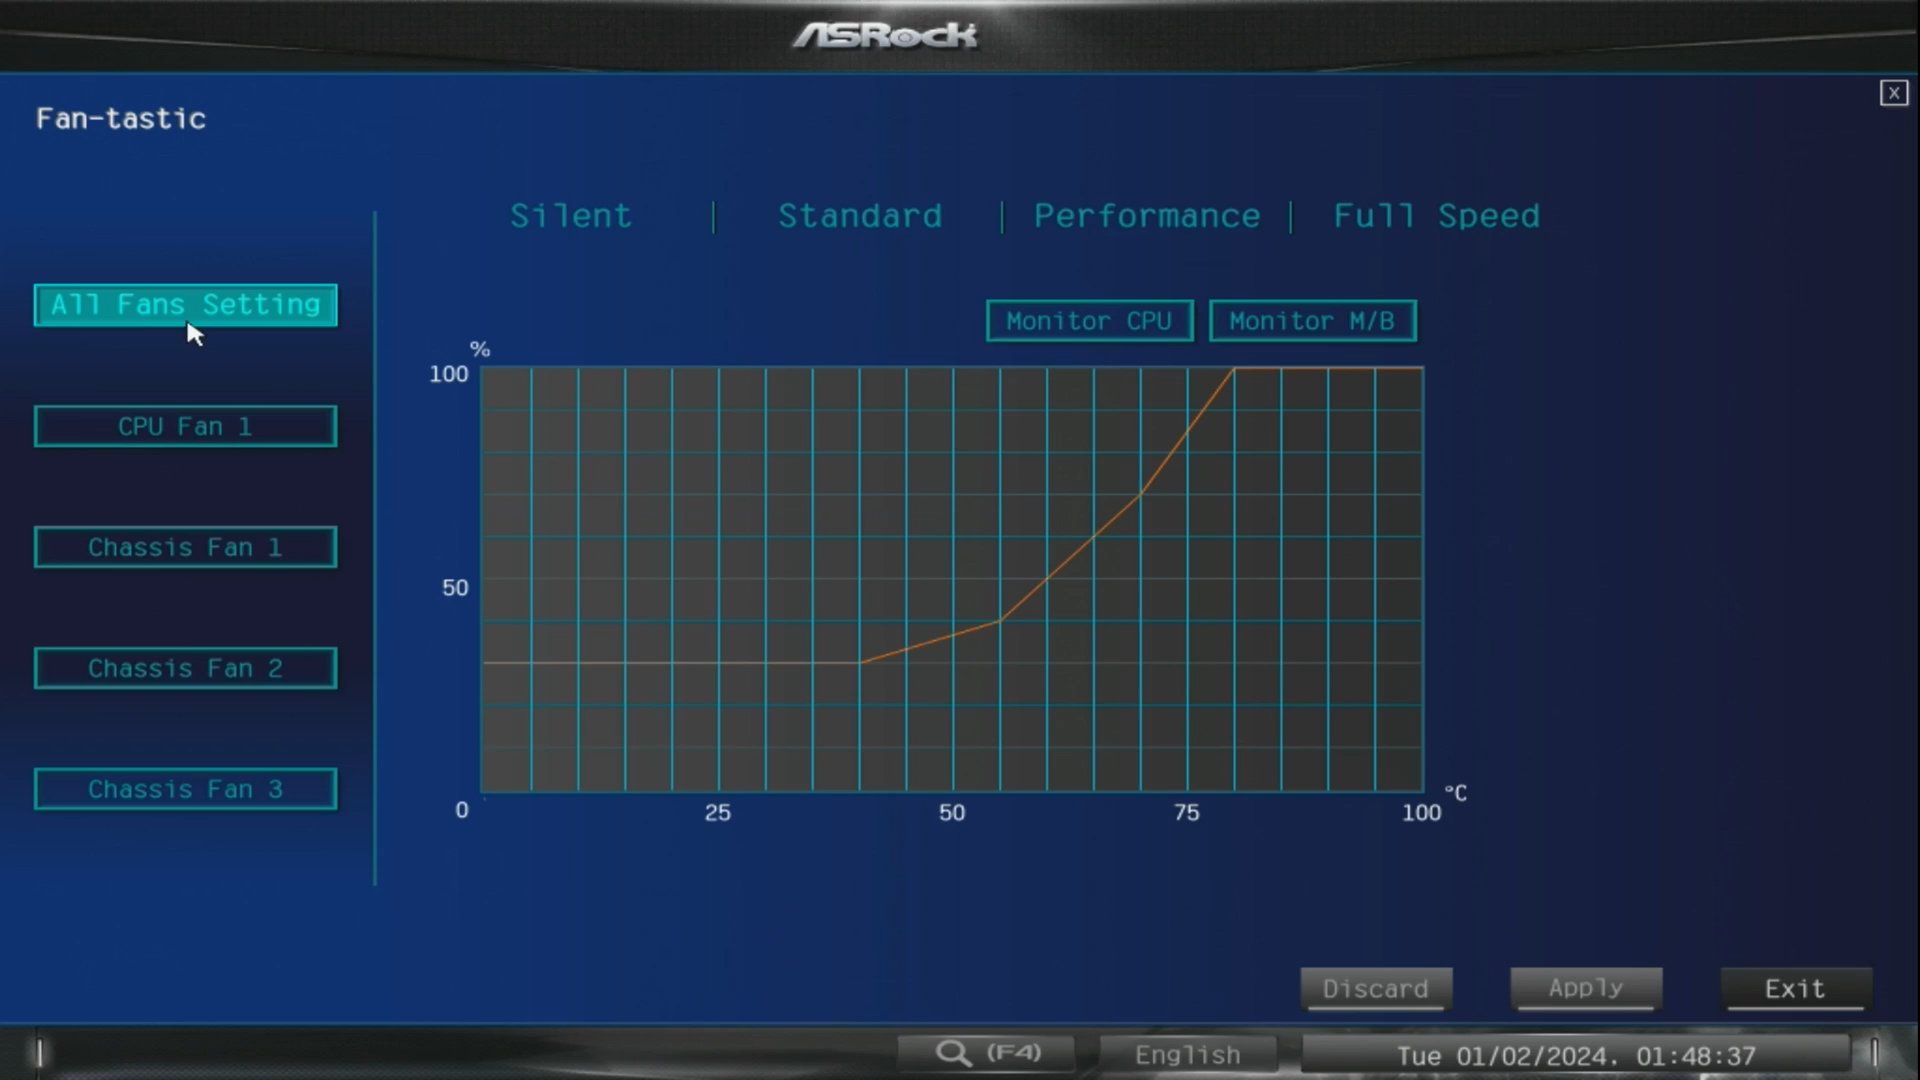 ASRock
X
Fan-tastic
Silent | Standard | Performance | Full Speed
All Fans Setting
CPU Fan 1
Chassis Fan 1
Chassis Fan 2
Chassis Fan 3
Monitor CPU Monitor M/B
%
100
50
0 25 50 75 100 °C
Discard Apply Exit
(F4) English Tue 01/02/2024. 01:48:37